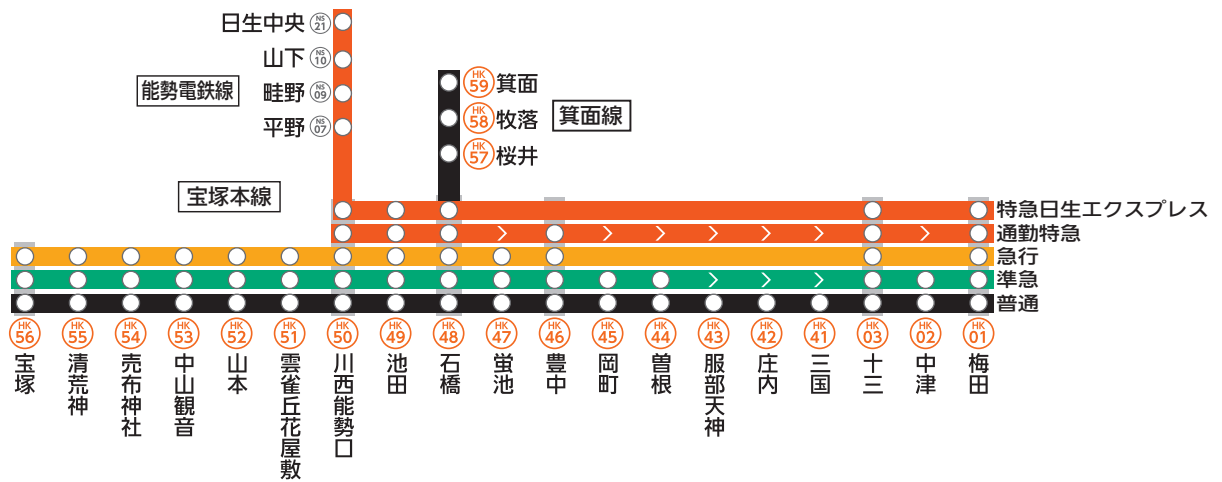 日生中央 NS 21
山下 NS 10
畦野 NS 09
平野 NS 07
能勢電鉄線
HK 59 箕面
HK 58 牧落
HK 57 桜井
箕面線
宝塚本線
特急日生エクスプレス
通勤特急
急行
準急
普通
HK 56 宝塚
HK 55 清荒神
HK 54 売布神社
HK 53 中山観音
HK 52 山本
HK 51 雲雀丘花屋敷
HK 50 川西能勢口
HK 49 池田
HK 48 石橋
HK 47 蛍池
HK 46 豊中
HK 45 岡町
HK 44 曽根
HK 43 服部天神
HK 42 庄内
HK 41 三国
HK 03 十三
HK 02 中津
HK 01 梅田